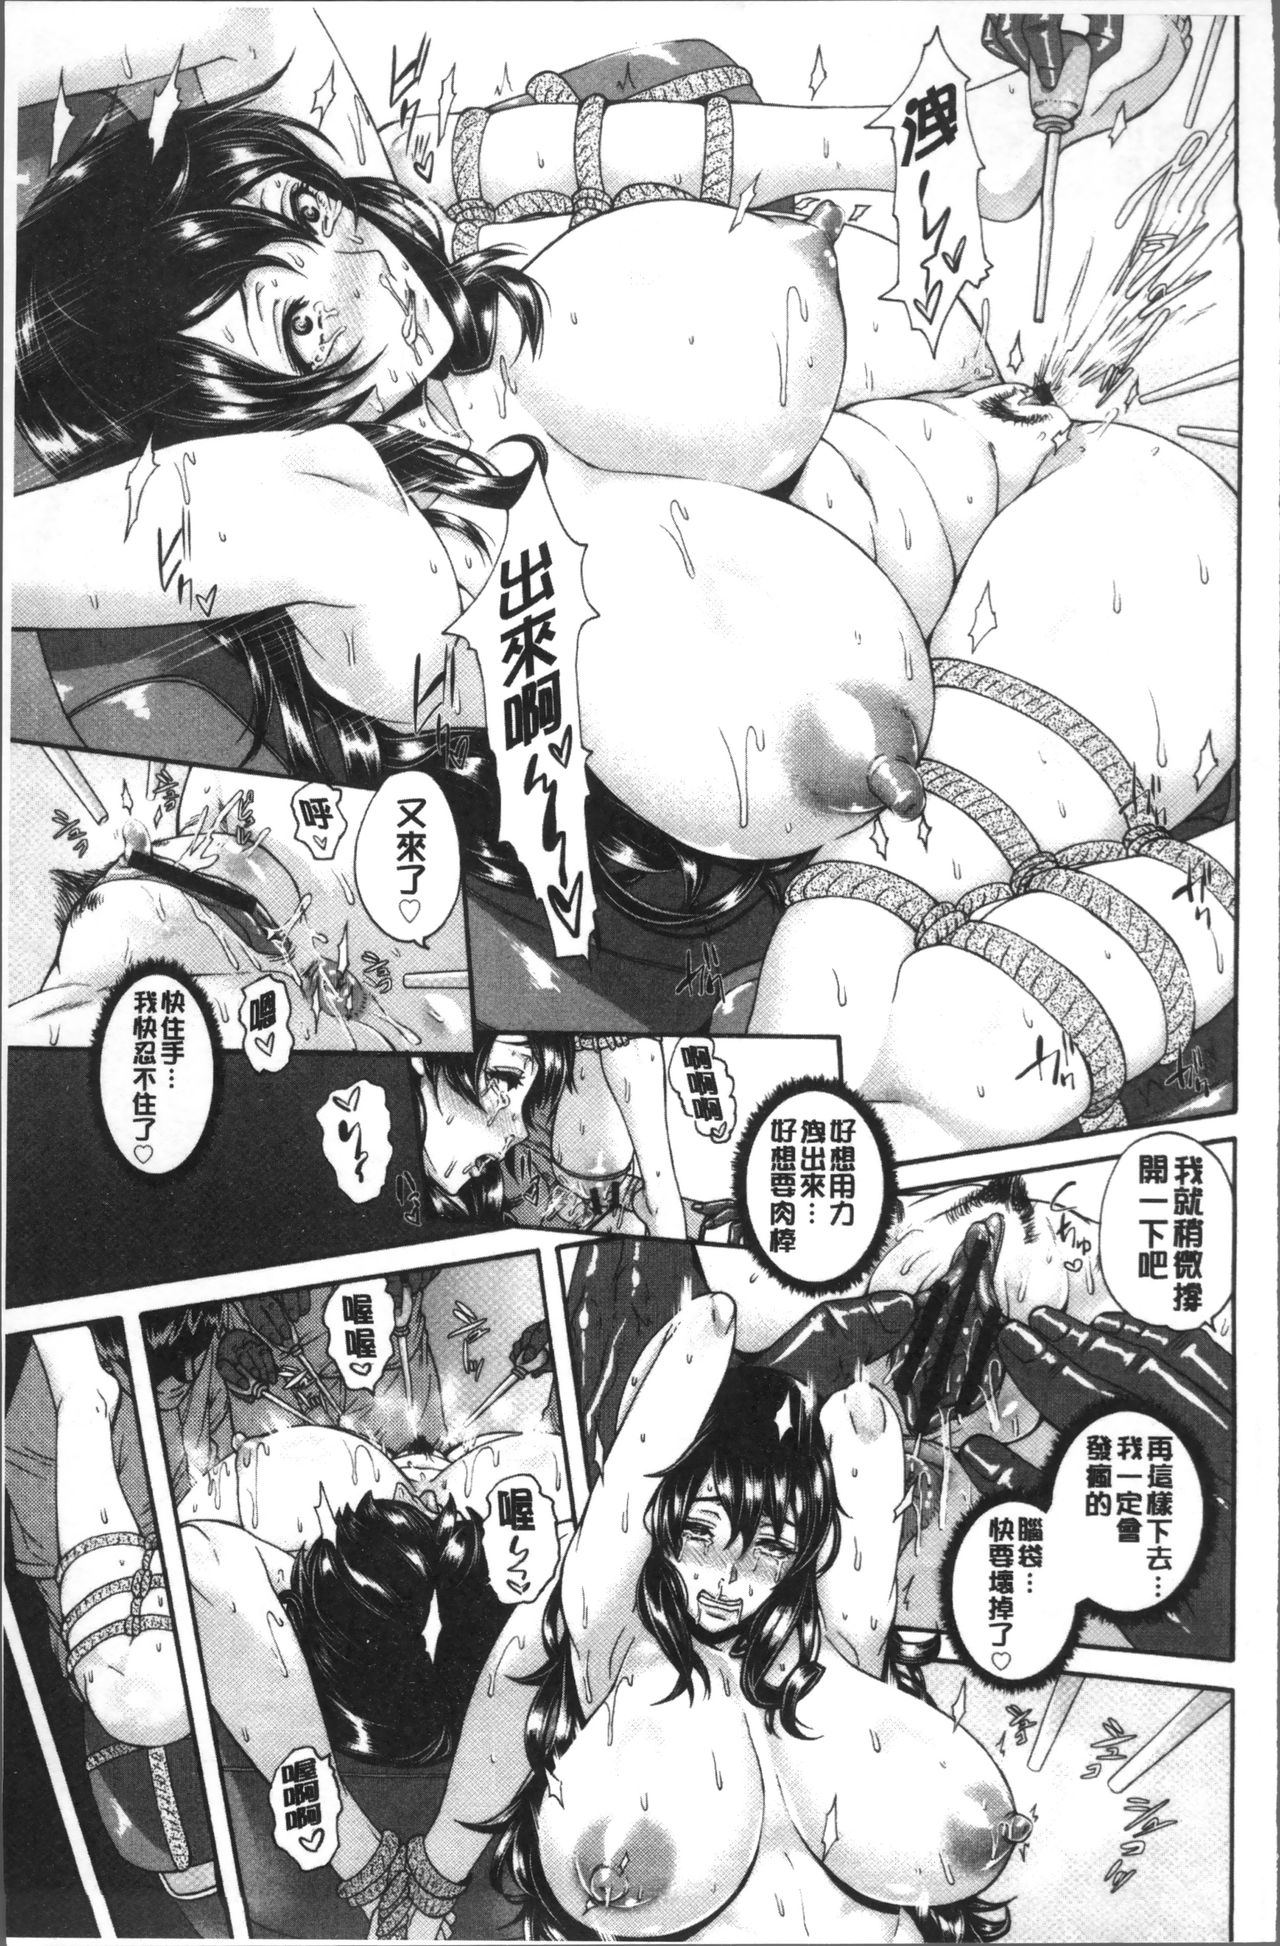 洩
出來啊
又來了♡
呼
快住手…
我快忍不住了♡
嗯
我就稍微撐
開一下吧
好想用力
洩出來…
好想要肉棒
再這樣下去…
我一定會
發瘋的
腦袋…
快要壞掉了♡
喔喔
喔
喔啊啊